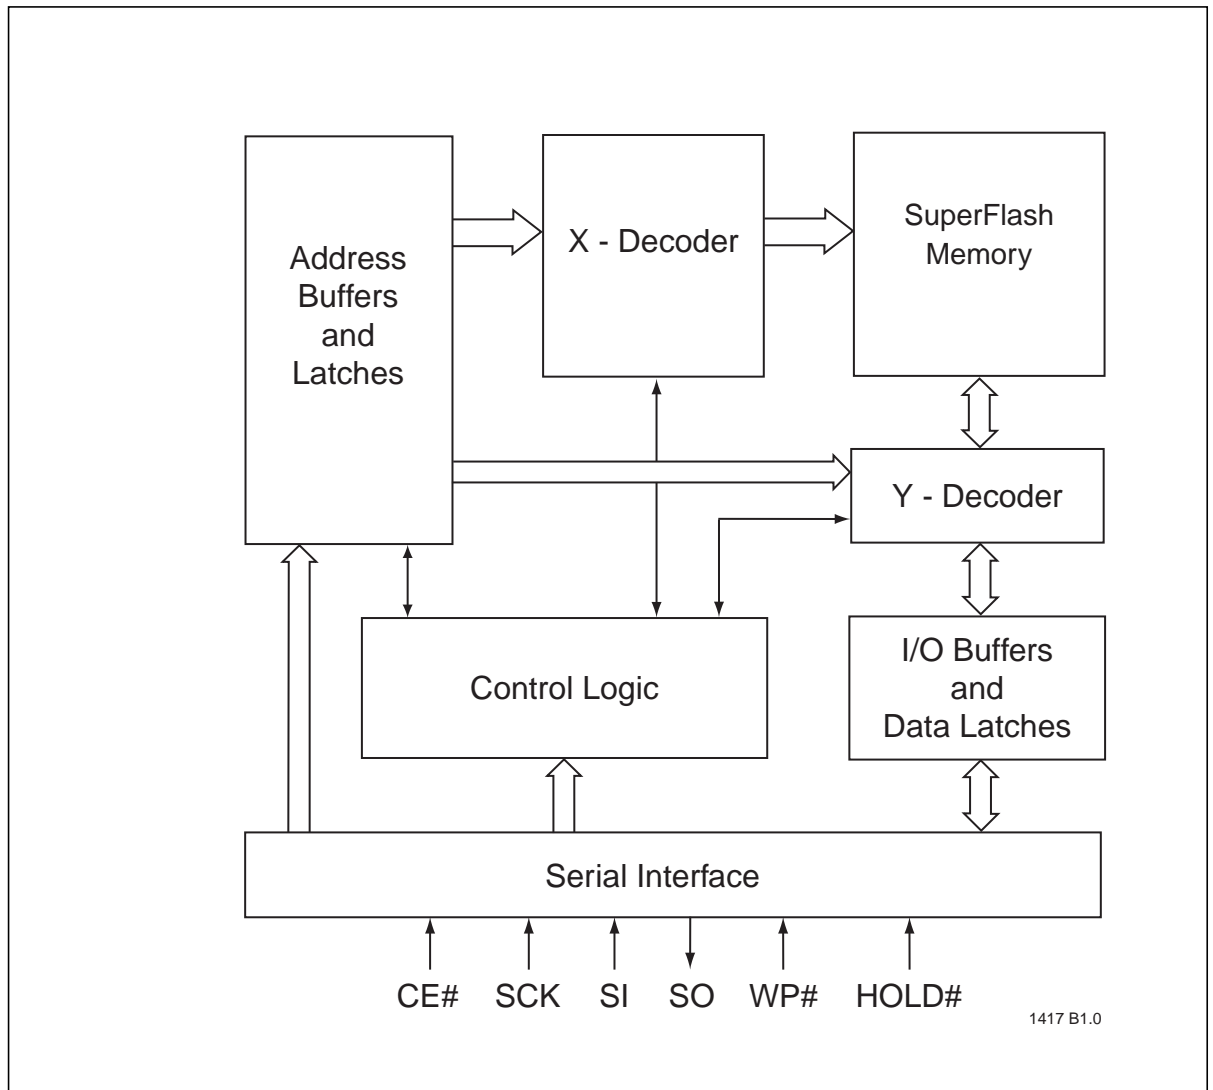 Address
Buffers
and
Latches
X - Decoder
SuperFlash
Memory
Y - Decoder
Control Logic
I/O Buffers
and
Data Latches
Serial Interface
CE# SCK SI SO WP# HOLD#
1417 B1.0